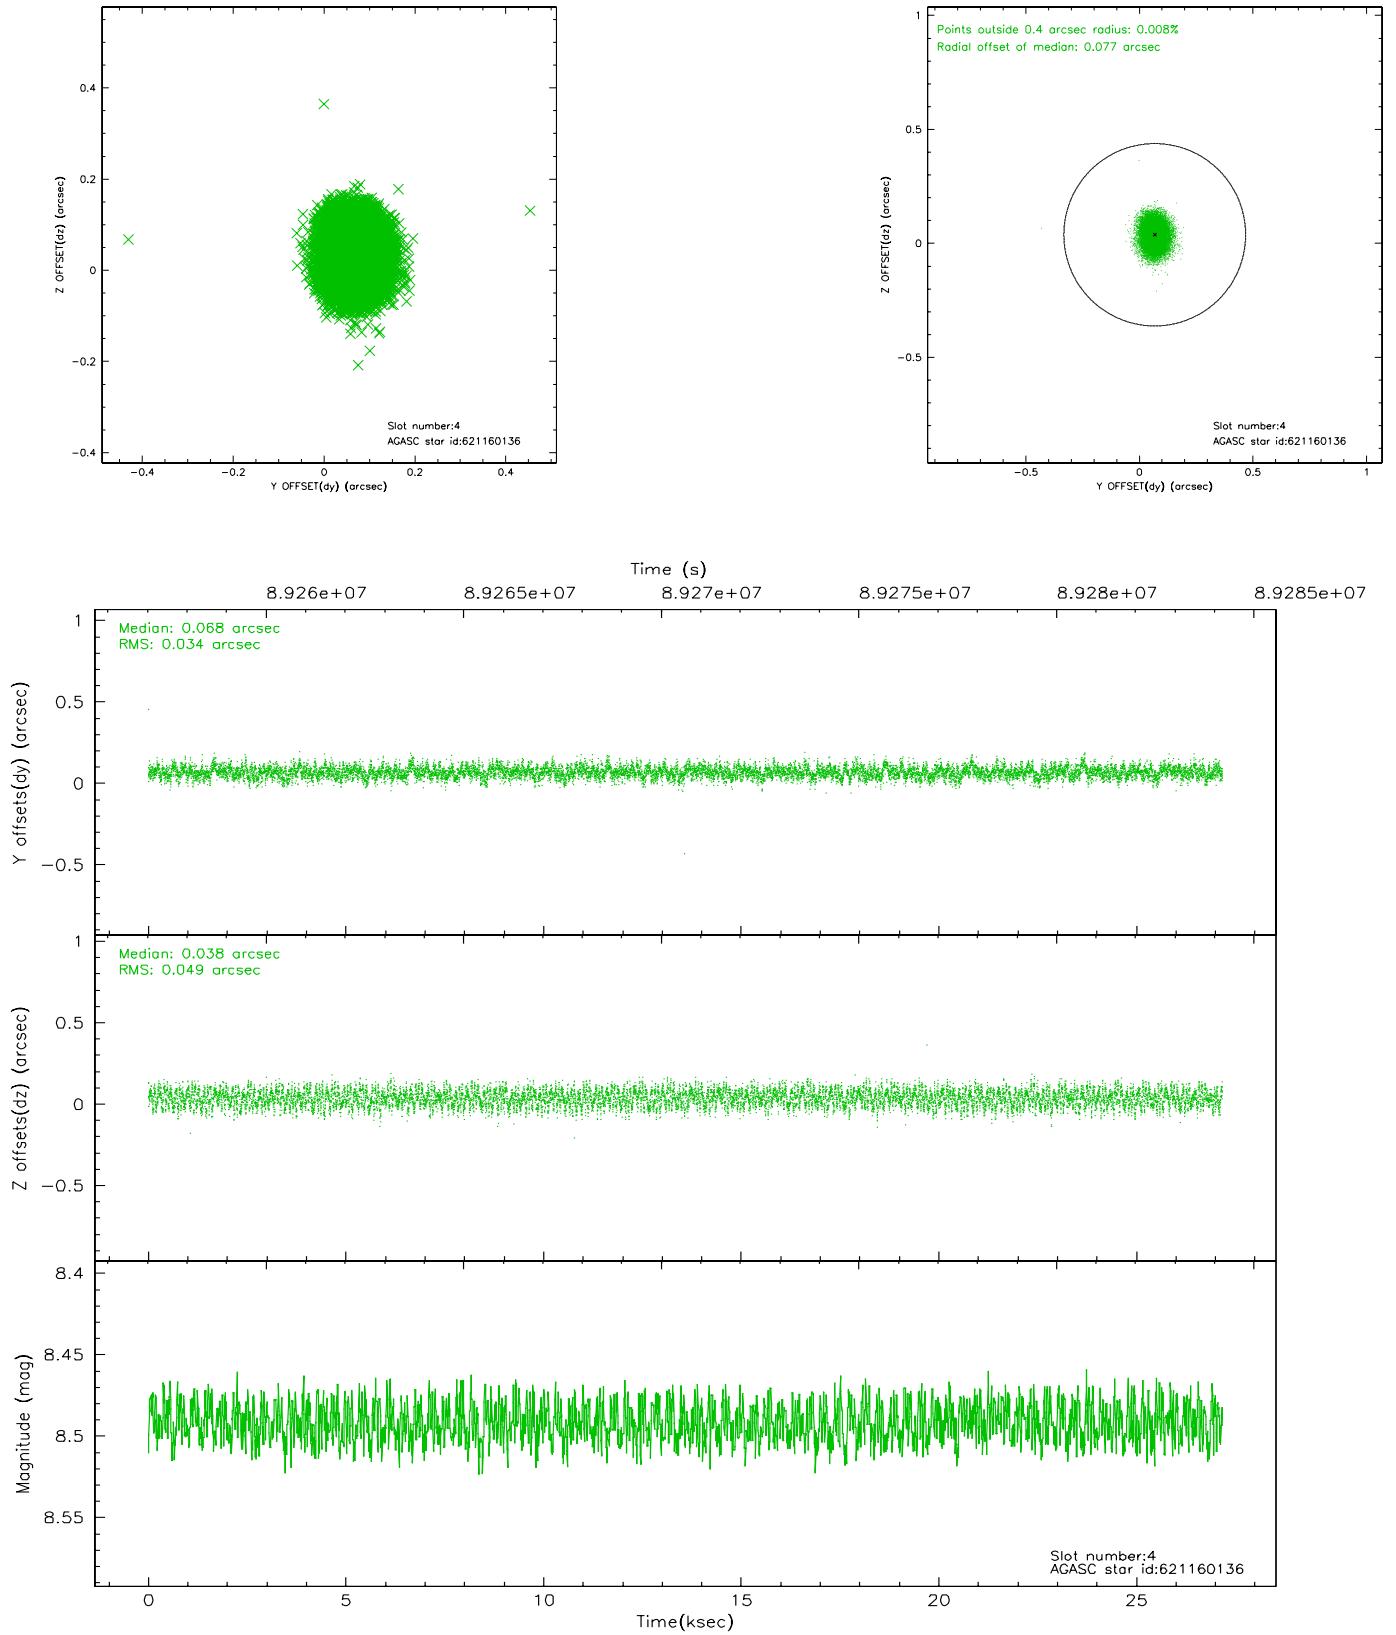 0.4
0.2
0
−0.2
−0.4
Z OFFSET(dz) (arcsec)
Slot number:4
AGASC star id:621160136
−0.4 −0.2 0 0.2 0.4
Y OFFSET(dy) (arcsec)
1
0.5
0
−0.5
Z OFFSET(dz) (arcsec)
Points outside 0.4 arcsec radius: 0.008%
Radial offset of median: 0.077 arcsec
Slot number:4
AGASC star id:621160136
−0.5 0 0.5 1
Y OFFSET(dy) (arcsec)
Time (s)
8.926e+07 8.9265e+07 8.927e+07 8.9275e+07 8.928e+07 8.9285e+07
Median: 0.068 arcsec
RMS: 0.034 arcsec
1
0.5
0
−0.5
Y offsets(dy) (arcsec)
Median: 0.038 arcsec
RMS: 0.049 arcsec
1
0.5
0
−0.5
Z offsets(dz) (arcsec)
8.4
8.45
8.5
8.55
Magnitude (mag)
Slot number:4
AGASC star id:621160136
0 5 10 15 20 25
Time(ksec)